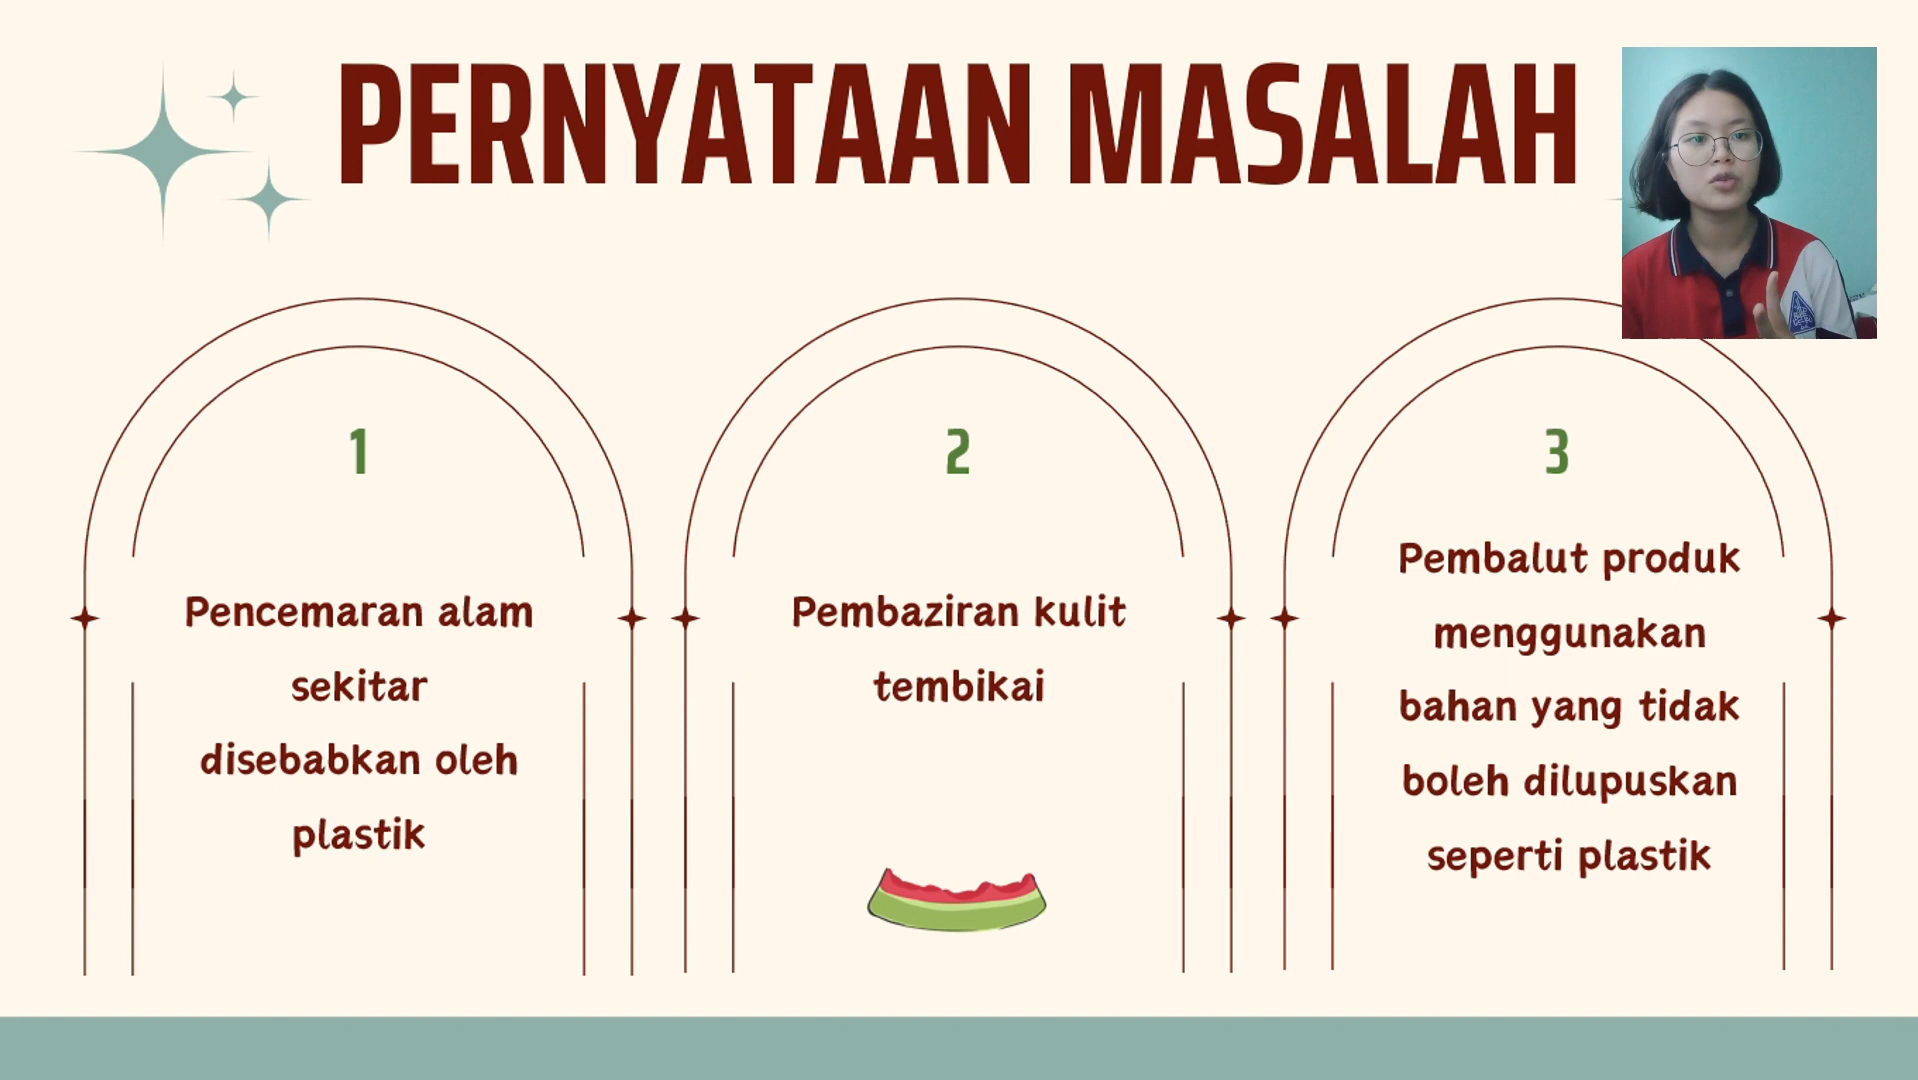 PERNYATAAN MASALAH
1
Pencemaran alam
sekitar
disebabkan oleh
plastik
2
Pembaziran kulit
tembikai
3
Pembalut produk
menggunakan
bahan yang tidak
boleh dilupuskan
seperti plastik